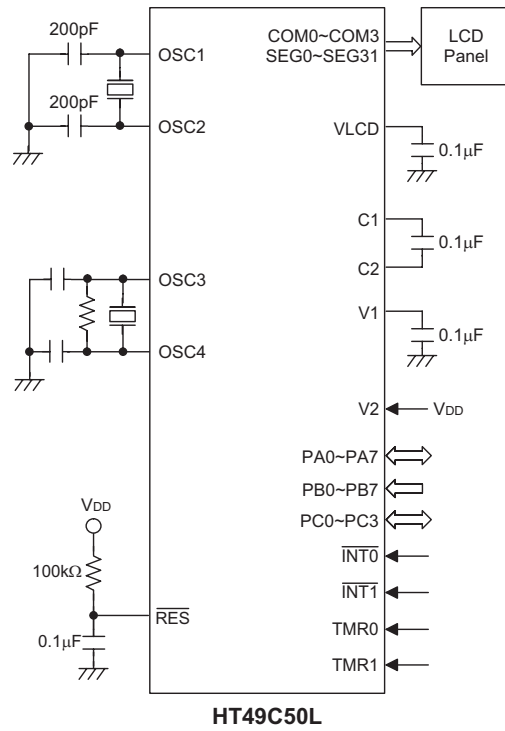 200pF
OSC1
200pF
OSC2
OSC3
OSC4
VDD
100kΩ
RES
0.1μF
COM0~COM3
SEG0~SEG31
LCD
Panel
VLCD
0.1μF
C1
0.1μF
C2
V1
0.1μF
V2
VDD
PA0~PA7
PB0~PB7
PC0~PC3
INT0
INT1
TMR0
TMR1
HT49C50L